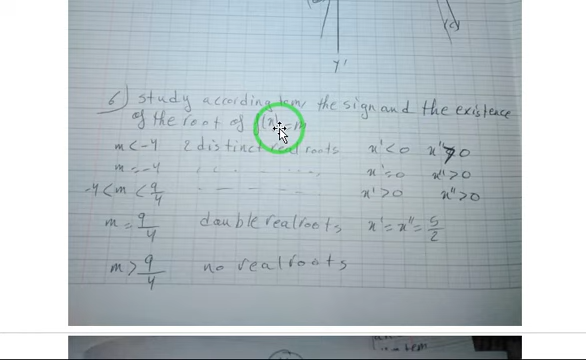 (c)
y'
6) Study according to m, the sign and the existence
of the root of f(x)=m
m<-4 2 distinct real roots x'<0 x">0
m=-4 x'=0 x">0
-4<m<9/4 x'>0 x">0
m=9/4 double real roots x'=x"=5/2
m>9/4 no real roots